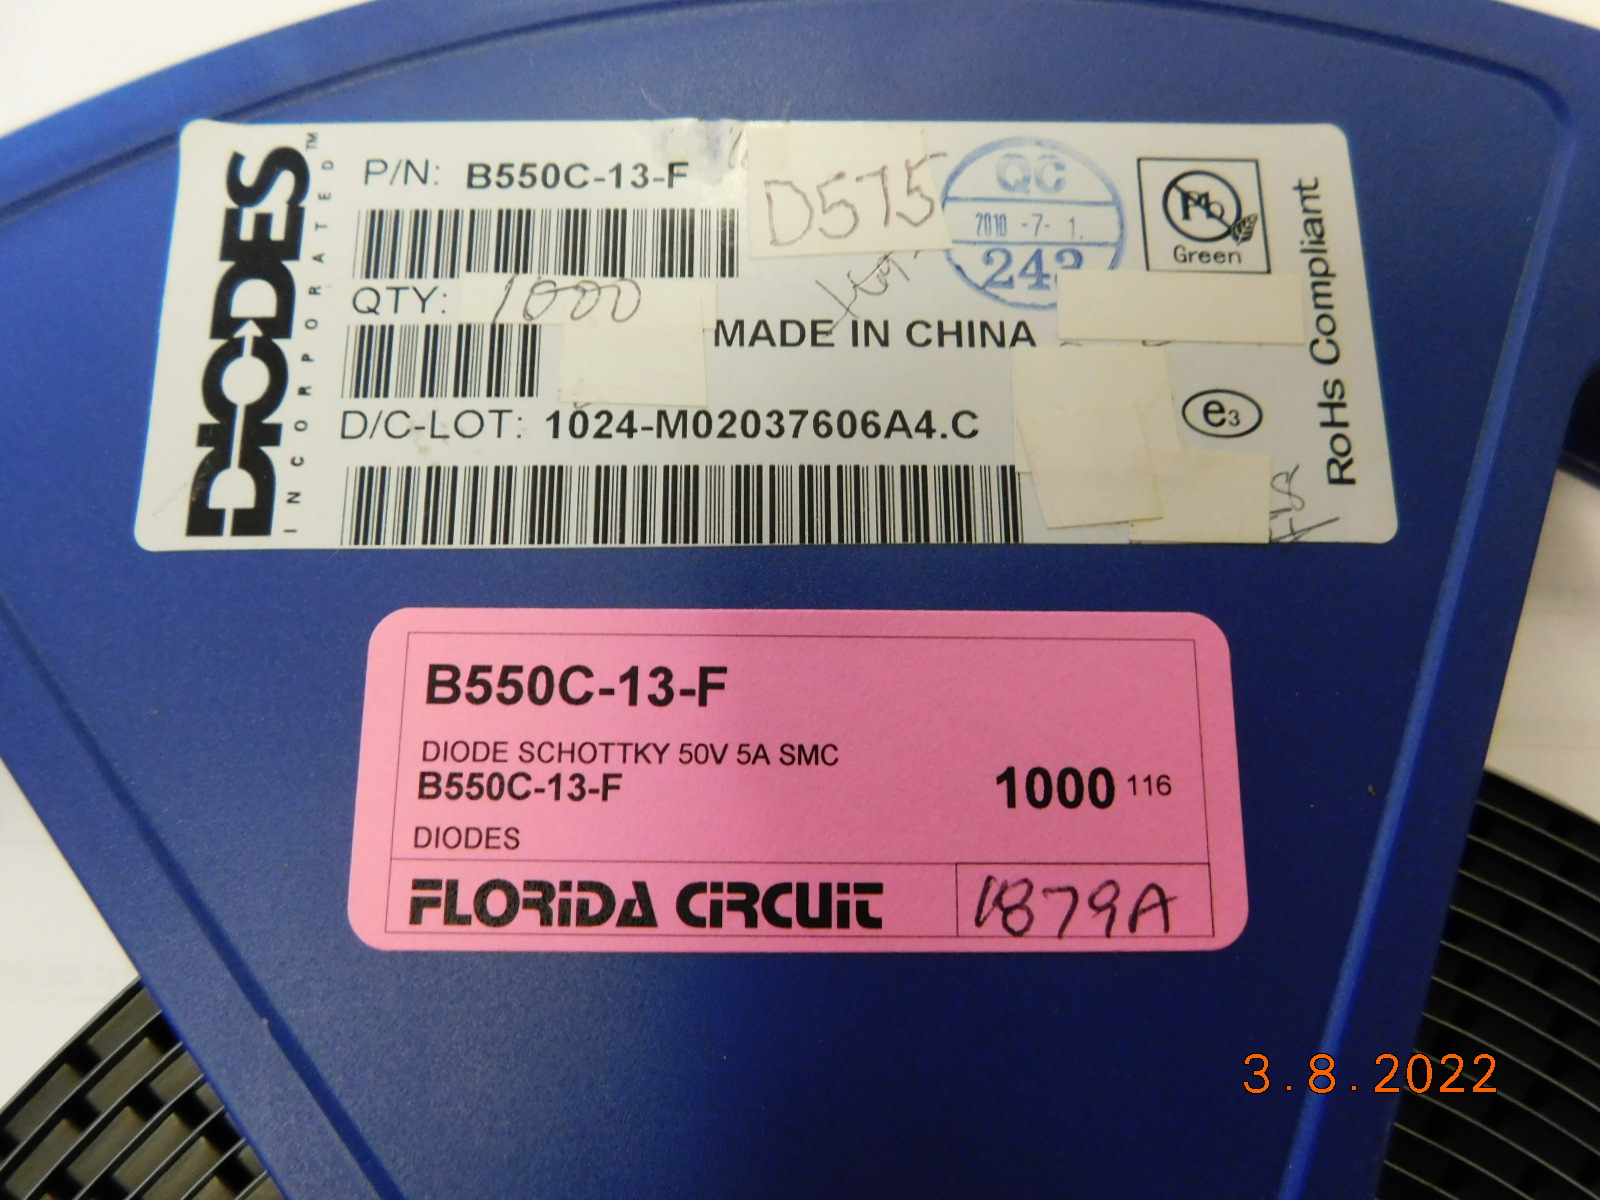 DIODES™
INCORPORATED
P/N: B550C-13-F
D575
QC
2010 -7- 1.
Green
QTY: 1000
MADE IN CHINA
D/C-LOT: 1024-M02037606A4.C
e3
RoHs Compliant
B550C-13-F
DIODE SCHOTTKY 50V 5A SMC
B550C-13-F
1000 116
DIODES
FLORIDA CIRCUIT
1879A
3.8.2022